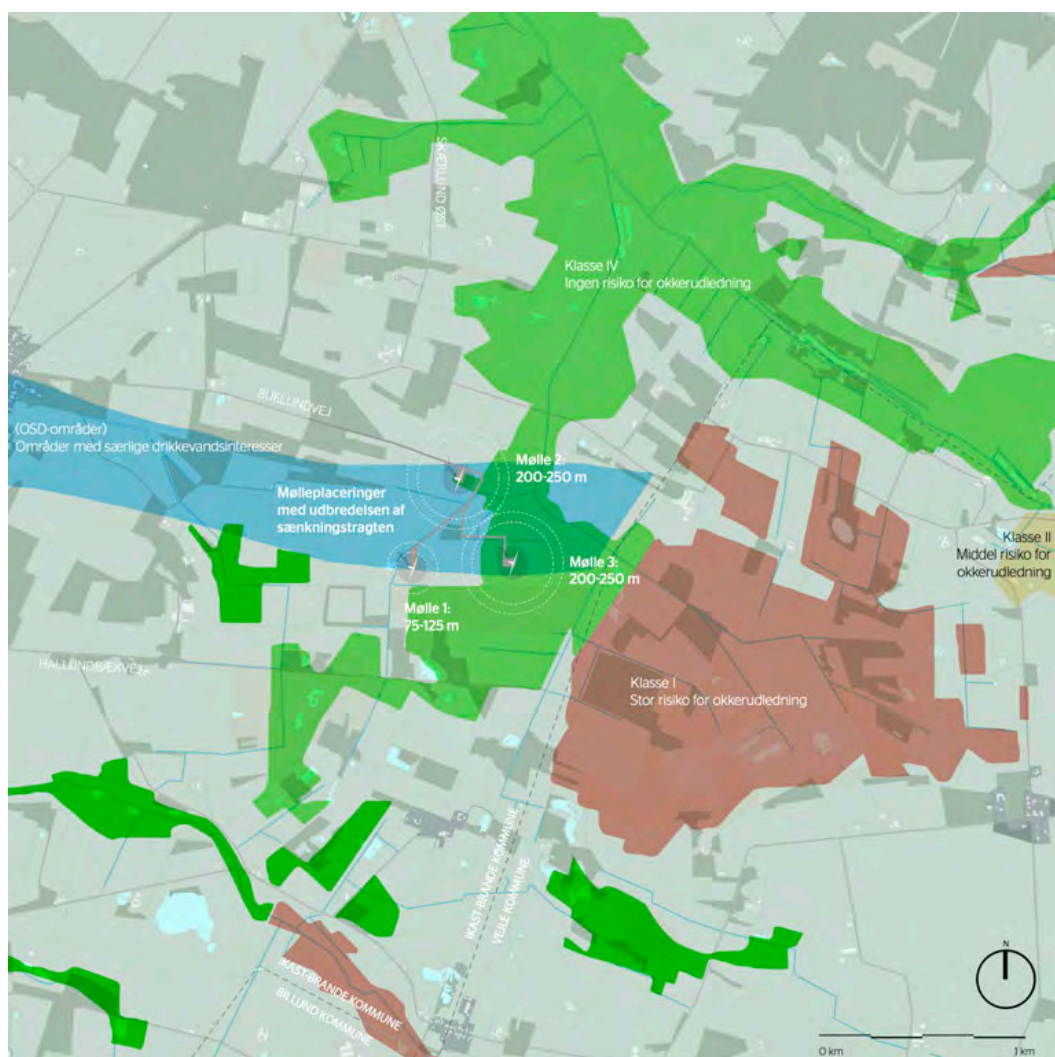 SKÆRLUND ØST
Klasse IV
Ingen risiko for okkerudledning
BJELUNDVEJ
(OSD-områder)
Områder med særlige drikkevandsinteresser
Mølle 2:
200-250 m
Mølleplaceringer
med udbredelsen af
sænkningstragten
Klasse II
Middel risiko for
okkerudledning
Mølle 3:
200-250 m
Mølle 1:
75-125 m
HALLUNDBÆKVEJ
Klasse I
Stor risiko for okkerudledning
IKAST-BRANDE KOMMUNE
VEJLE KOMMUNE
IKAST-BRANDE KOMMUNE
BILLUND KOMMUNE
N
0 km
1 km